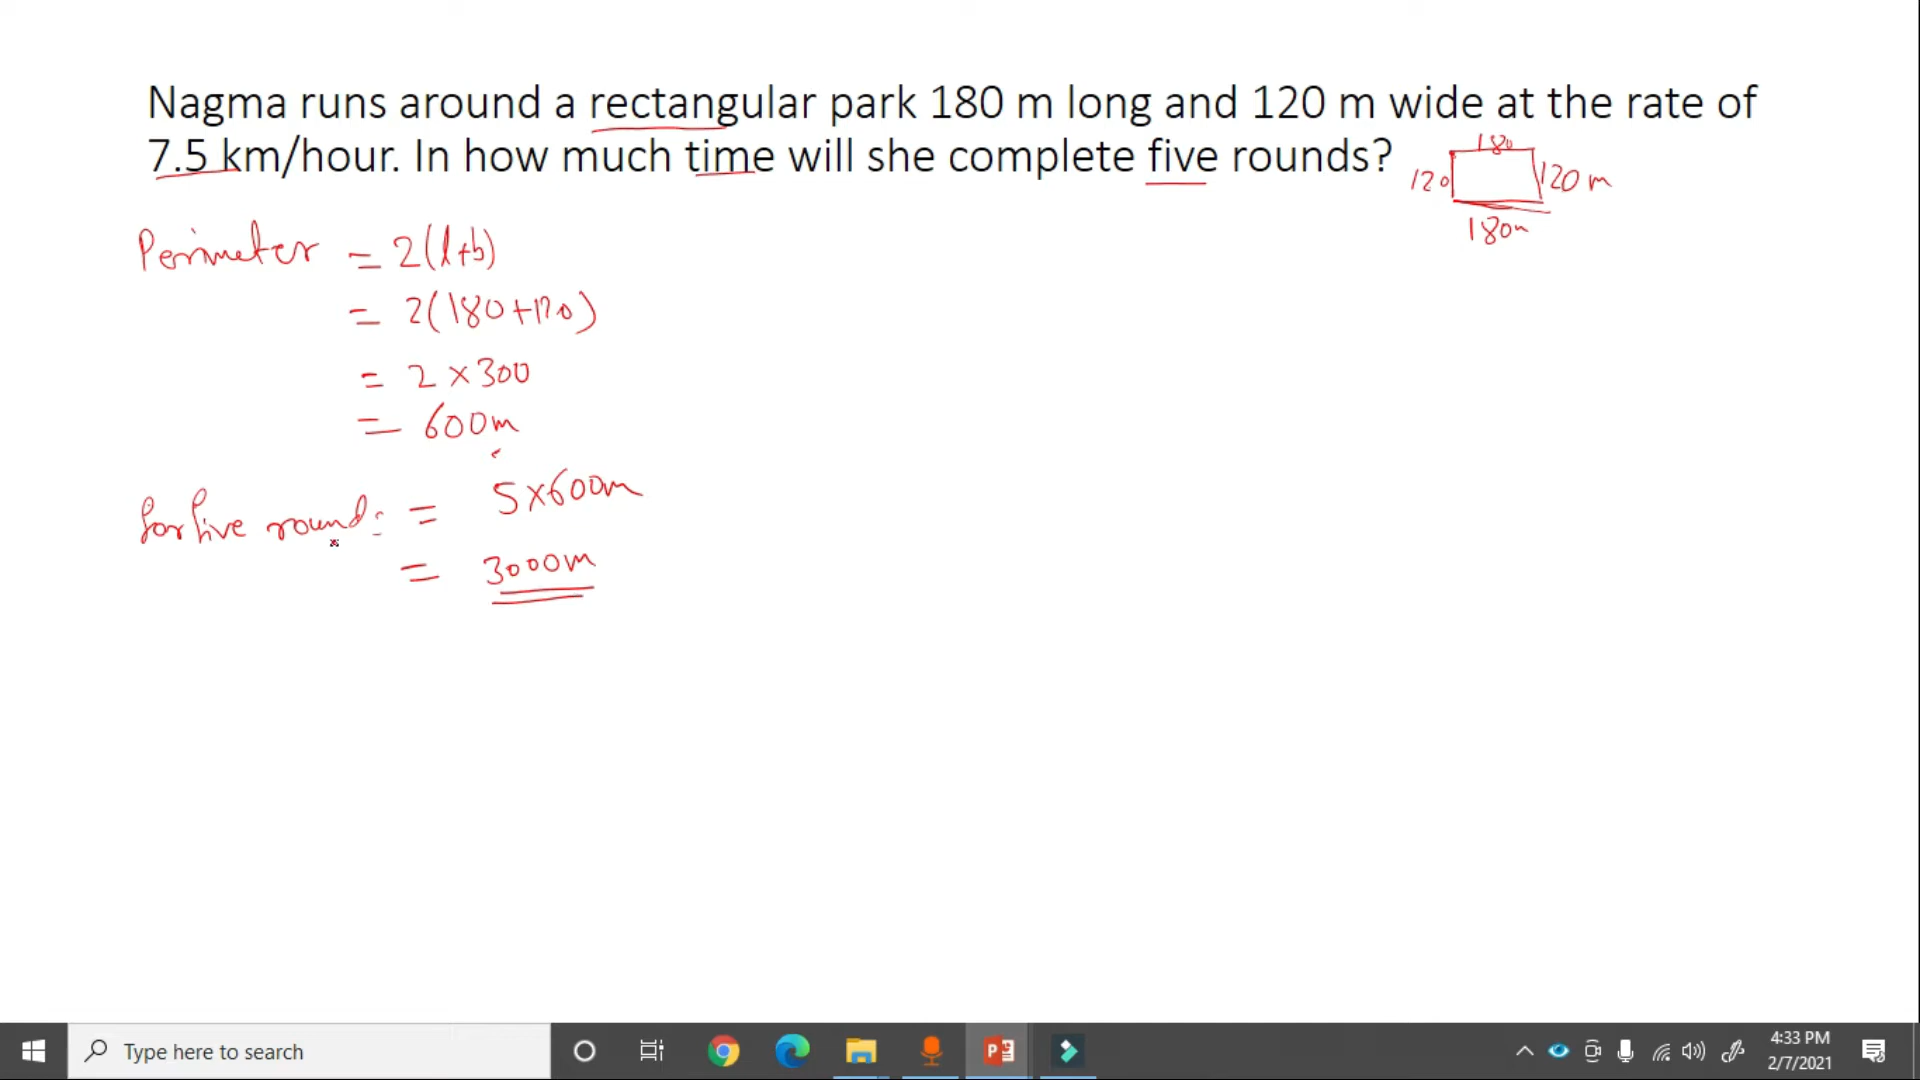 Nagma runs around a rectangular park 180 m long and 120 m wide at the rate of
7.5 km/hour. In how much time will she complete five rounds?
180
120
120 m
180m
Perimeter = 2(l+b)
= 2(180+120)
= 2 × 300
= 600m
for five round = 5×600m
= 3000m
Type here to search
4:33 PM
2/7/2021